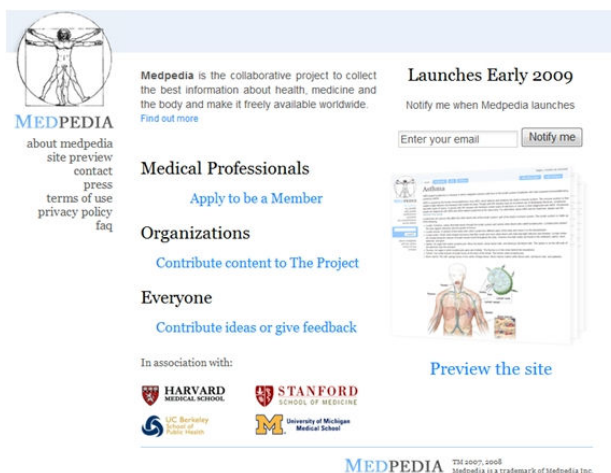 MEDPEDIA
about medpedia
site preview
contact
press
terms of use
privacy policy
faq
Medpedia is the collaborative project to collect
the best information about health, medicine and
the body and make it freely available worldwide.
Find out more
Medical Professionals
Apply to be a Member
Organizations
Contribute content to The Project
Everyone
Contribute ideas or give feedback
In association with:
HARVARD
MEDICAL SCHOOL
STANFORD
SCHOOL OF MEDICINE
UC Berkeley
School of
Public Health
University of Michigan
Medical School
Launches Early 2009
Notify me when Medpedia launches
Enter your email
Notify me
Asthma
Preview the site
MEDPEDIA
TM 2007, 2008
Medpedia is a trademark of Medpedia Inc.